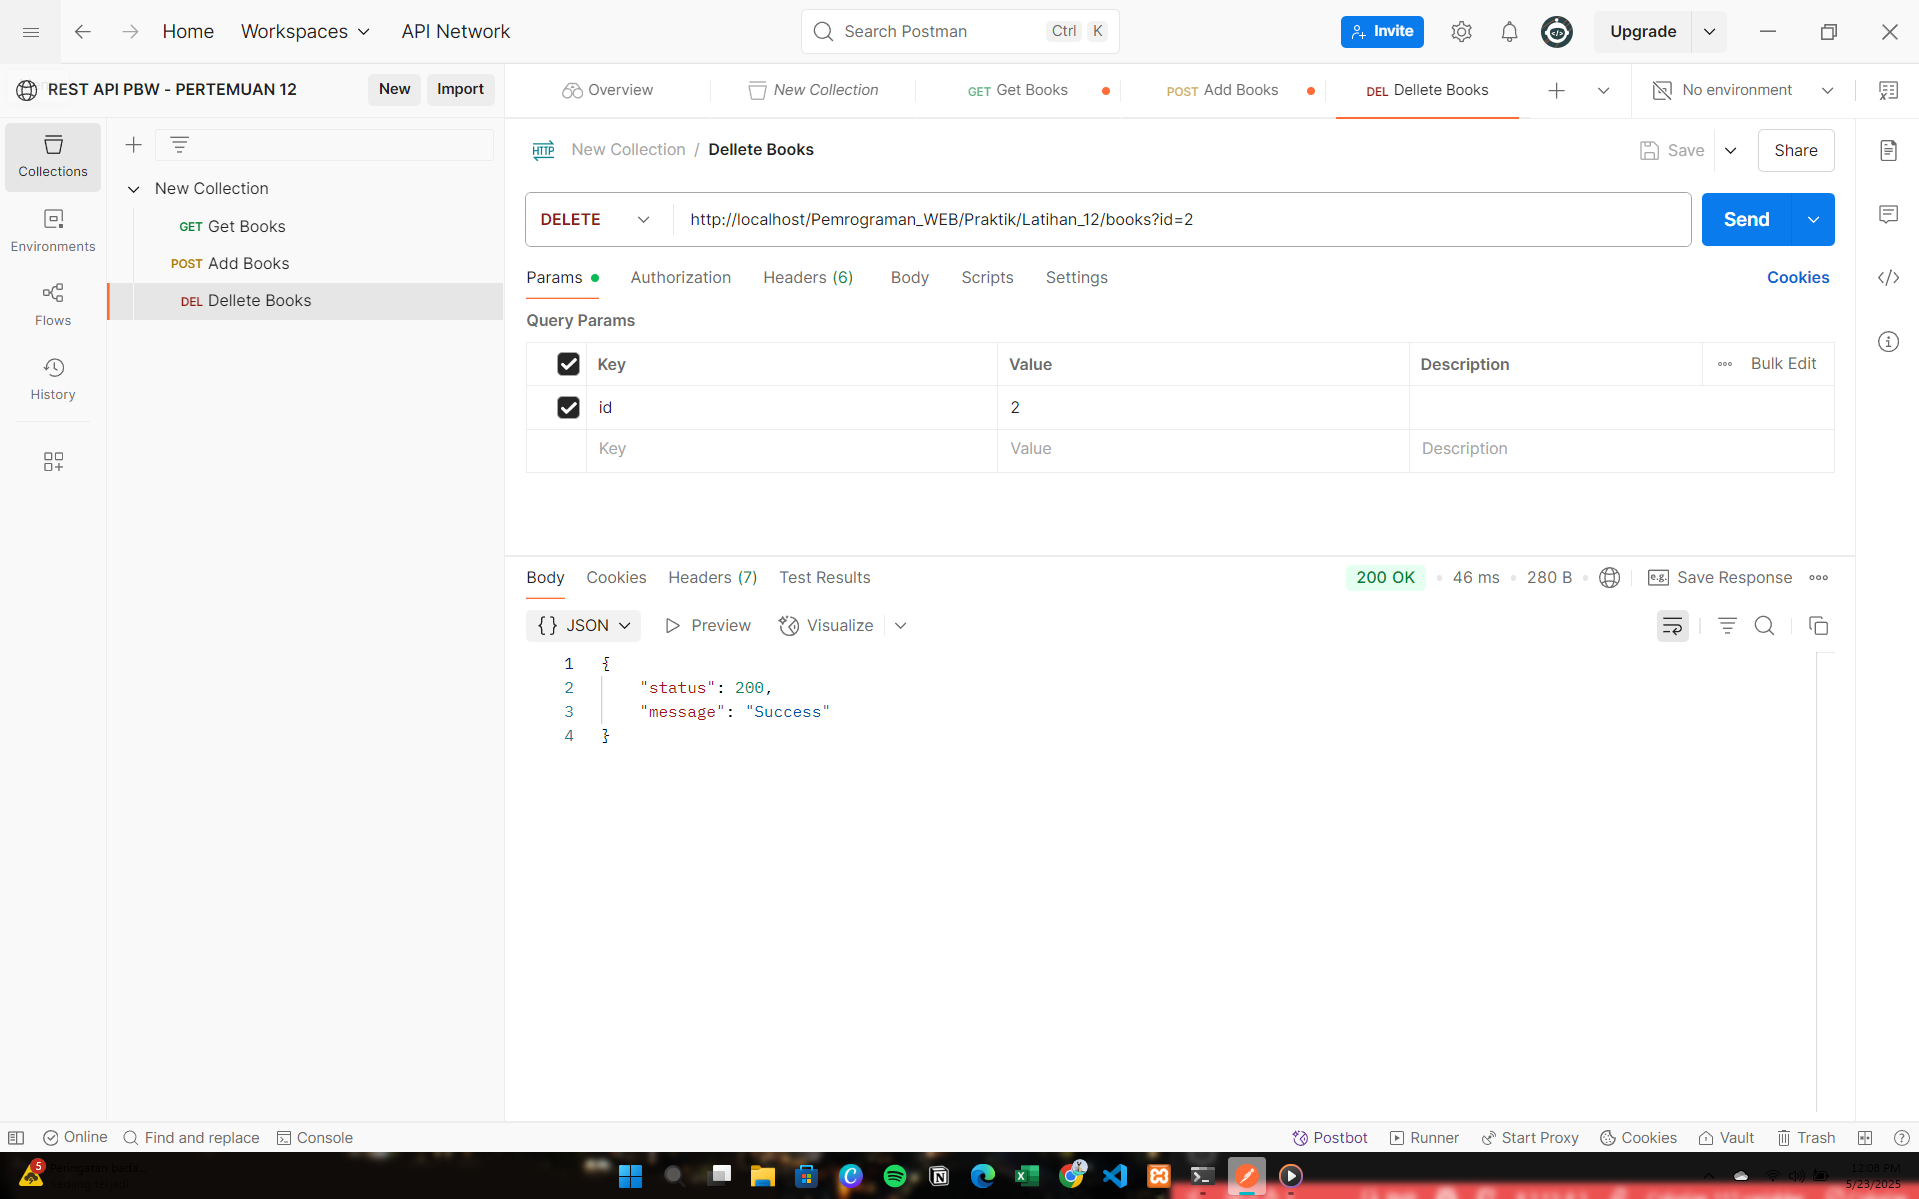 Home
Workspaces
API Network
Search Postman
Ctrl K
Invite
Upgrade
REST API PBW - PERTEMUAN 12
New
Import
Overview
New Collection
GET Get Books
POST Add Books
DEL Dellete Books
No environment
Collections
Environments
Flows
History
New Collection
GET Get Books
POST Add Books
DEL Dellete Books
HTTP New Collection / Dellete Books
Save
Share
DELETE
http://localhost/Pemrograman_WEB/Praktik/Latihan_12/books?id=2
Send
Params
Authorization
Headers (6)
Body
Scripts
Settings
Cookies
Query Params
Key Value Description Bulk Edit
id 2
Key Value Description
Body
Cookies
Headers (7)
Test Results
200 OK
46 ms
280 B
e.g. Save Response
{} JSON
Preview
Visualize
1 {
2 "status": 200,
3 "message": "Success"
4 }
Online
Find and replace
Console
Postbot
Runner
Start Proxy
Cookies
Vault
Trash
5
12:08 PM
5/23/2025